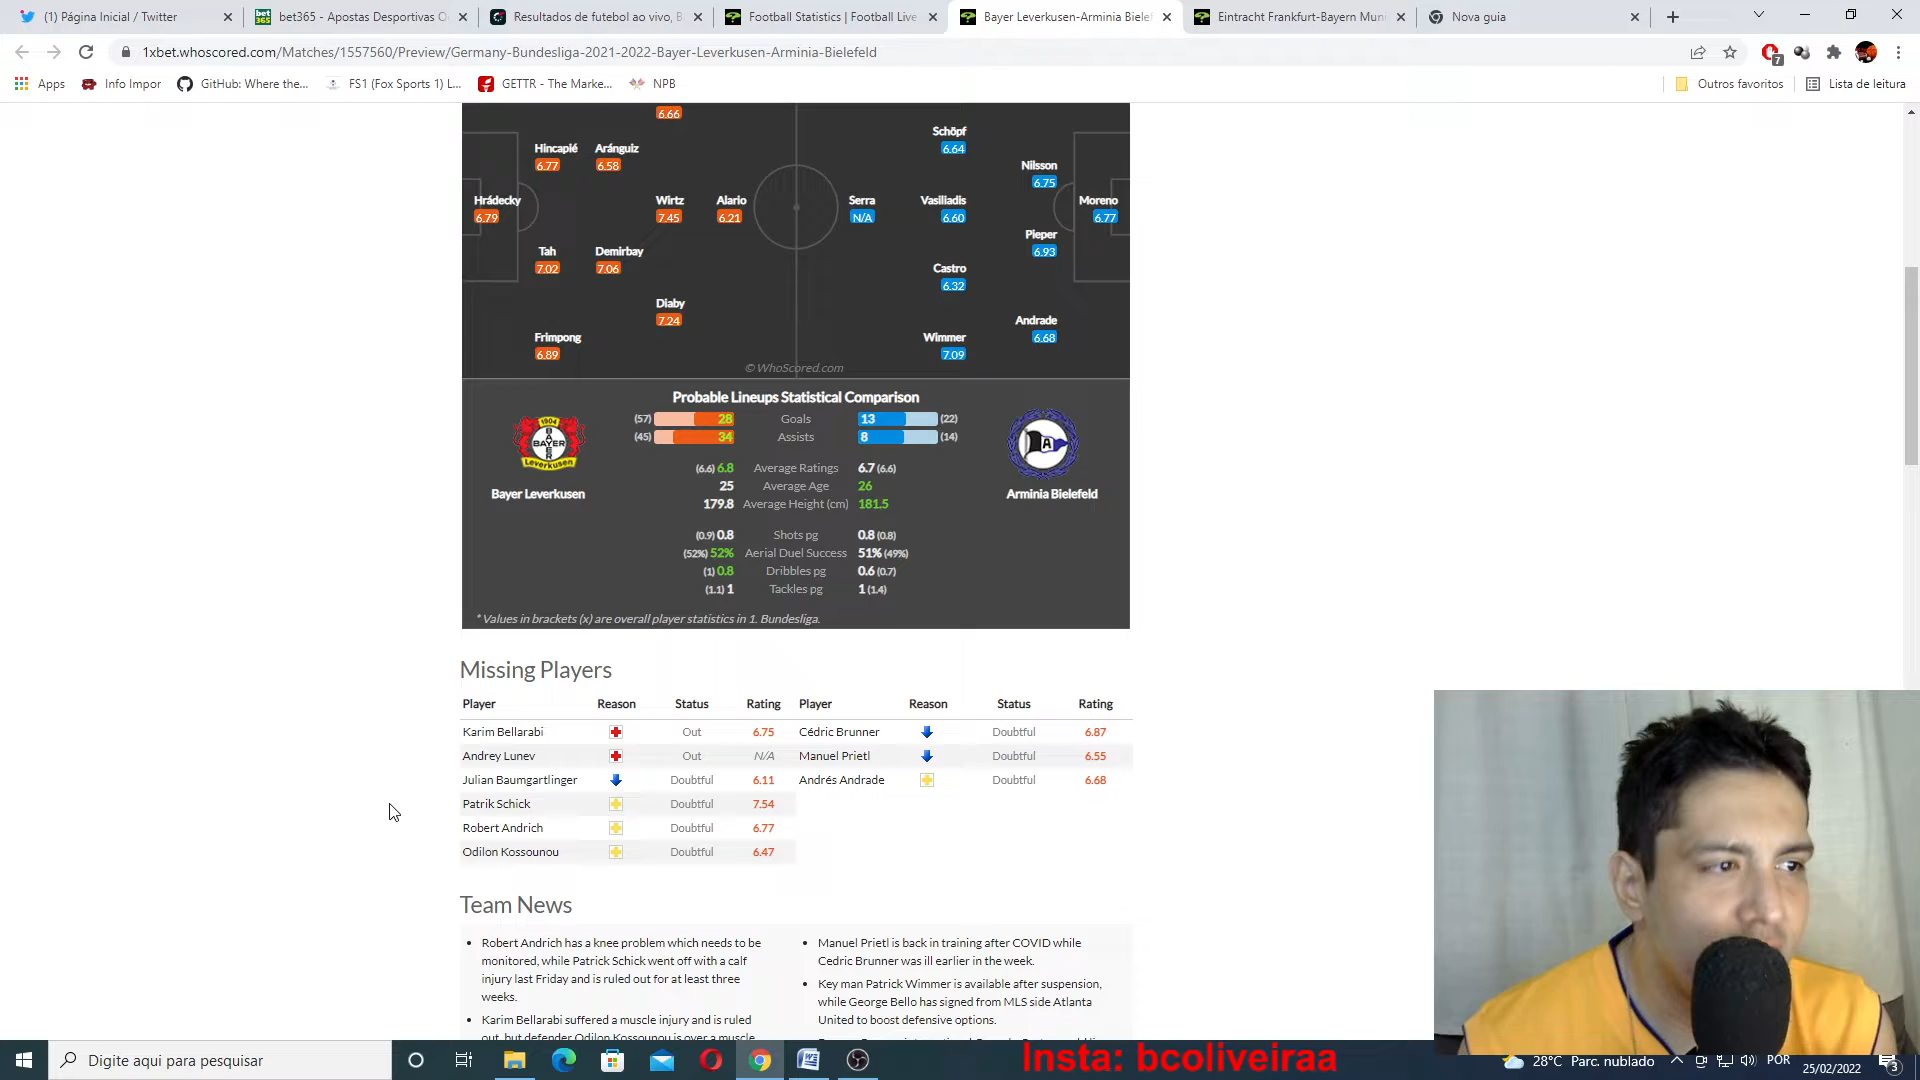 (1) Página Inicial / Twitter
bet365 - Apostas Desportivas O
Resultados de futebol ao vivo, B
Football Statistics | Football Live
Bayer Leverkusen-Arminia Bielef
Eintracht Frankfurt-Bayern Mun
Nova guia
1xbet.whoscored.com/Matches/1557560/Preview/Germany-Bundesliga-2021-2022-Bayer-Leverkusen-Arminia-Bielefeld
7
Apps
Info Impor
GitHub: Where the...
FS1 (Fox Sports 1) L...
GETTR - The Marke...
NPB
Outros favoritos
Lista de leitura
6.66
Schöpf
6.64
Hincapié
6.77
Aránguiz
6.58
Nilsson
6.75
Hrádecky
6.79
Wirtz
7.45
Alario
6.21
Serra
N/A
Vasiliadis
6.60
Moreno
6.77
Pieper
6.93
Tah
7.02
Demirbay
7.06
Castro
6.32
Diaby
7.24
Andrade
6.68
Frimpong
6.89
Wimmer
7.09
© WhoScored.com
Probable Lineups Statistical Comparison
(57) 28 Goals 13 (22)
(45) 34 Assists 8 (14)
(6.6) 6.8 Average Ratings 6.7 (6.6)
25 Average Age 26
179.8 Average Height (cm) 181.5
(0.9) 0.8 Shots pg 0.8 (0.8)
(52%) 52% Aerial Duel Success 51% (49%)
(1) 0.8 Dribbles pg 0.6 (0.7)
(1.1) 1 Tackles pg 1 (1.4)
1904
BAYER
BAYER
Leverkusen
Bayer Leverkusen
A
Arminia Bielefeld
* Values in brackets (x) are overall player statistics in 1. Bundesliga.
Missing Players
Player Reason Status Rating Player Reason Status Rating
Karim Bellarabi Out 6.75 Cédric Brunner Doubtful 6.87
Andrey Lunev Out N/A Manuel Prietl Doubtful 6.55
Julian Baumgartlinger Doubtful 6.11 Andrés Andrade Doubtful 6.68
Patrik Schick Doubtful 7.54
Robert Andrich Doubtful 6.77
Odilon Kossounou Doubtful 6.47
Team News
Robert Andrich has a knee problem which needs to be
monitored, while Patrick Schick went off with a calf
injury last Friday and is ruled out for at least three
weeks.
Karim Bellarabi suffered a muscle injury and is ruled
out, but defender Odilon Kossounou is over a muscle
Manuel Prietl is back in training after COVID while
Cedric Brunner was ill earlier in the week.
Key man Patrick Wimmer is available after suspension,
while George Bello has signed from MLS side Atlanta
United to boost defensive options.
Digite aqui para pesquisar
Insta: bcoliveiraa
28°C Parc. nublado
POR
25/02/2022
3